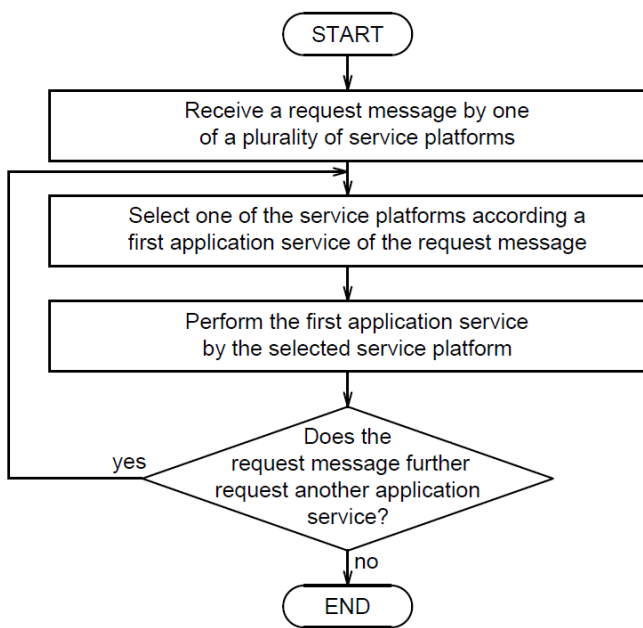 START
Receive a request message by one
of a plurality of service platforms
Select one of the service platforms according a
first application service of the request message
Perform the first application service
by the selected service platform
Does the
request message further
request another application
service?
yes
no
END